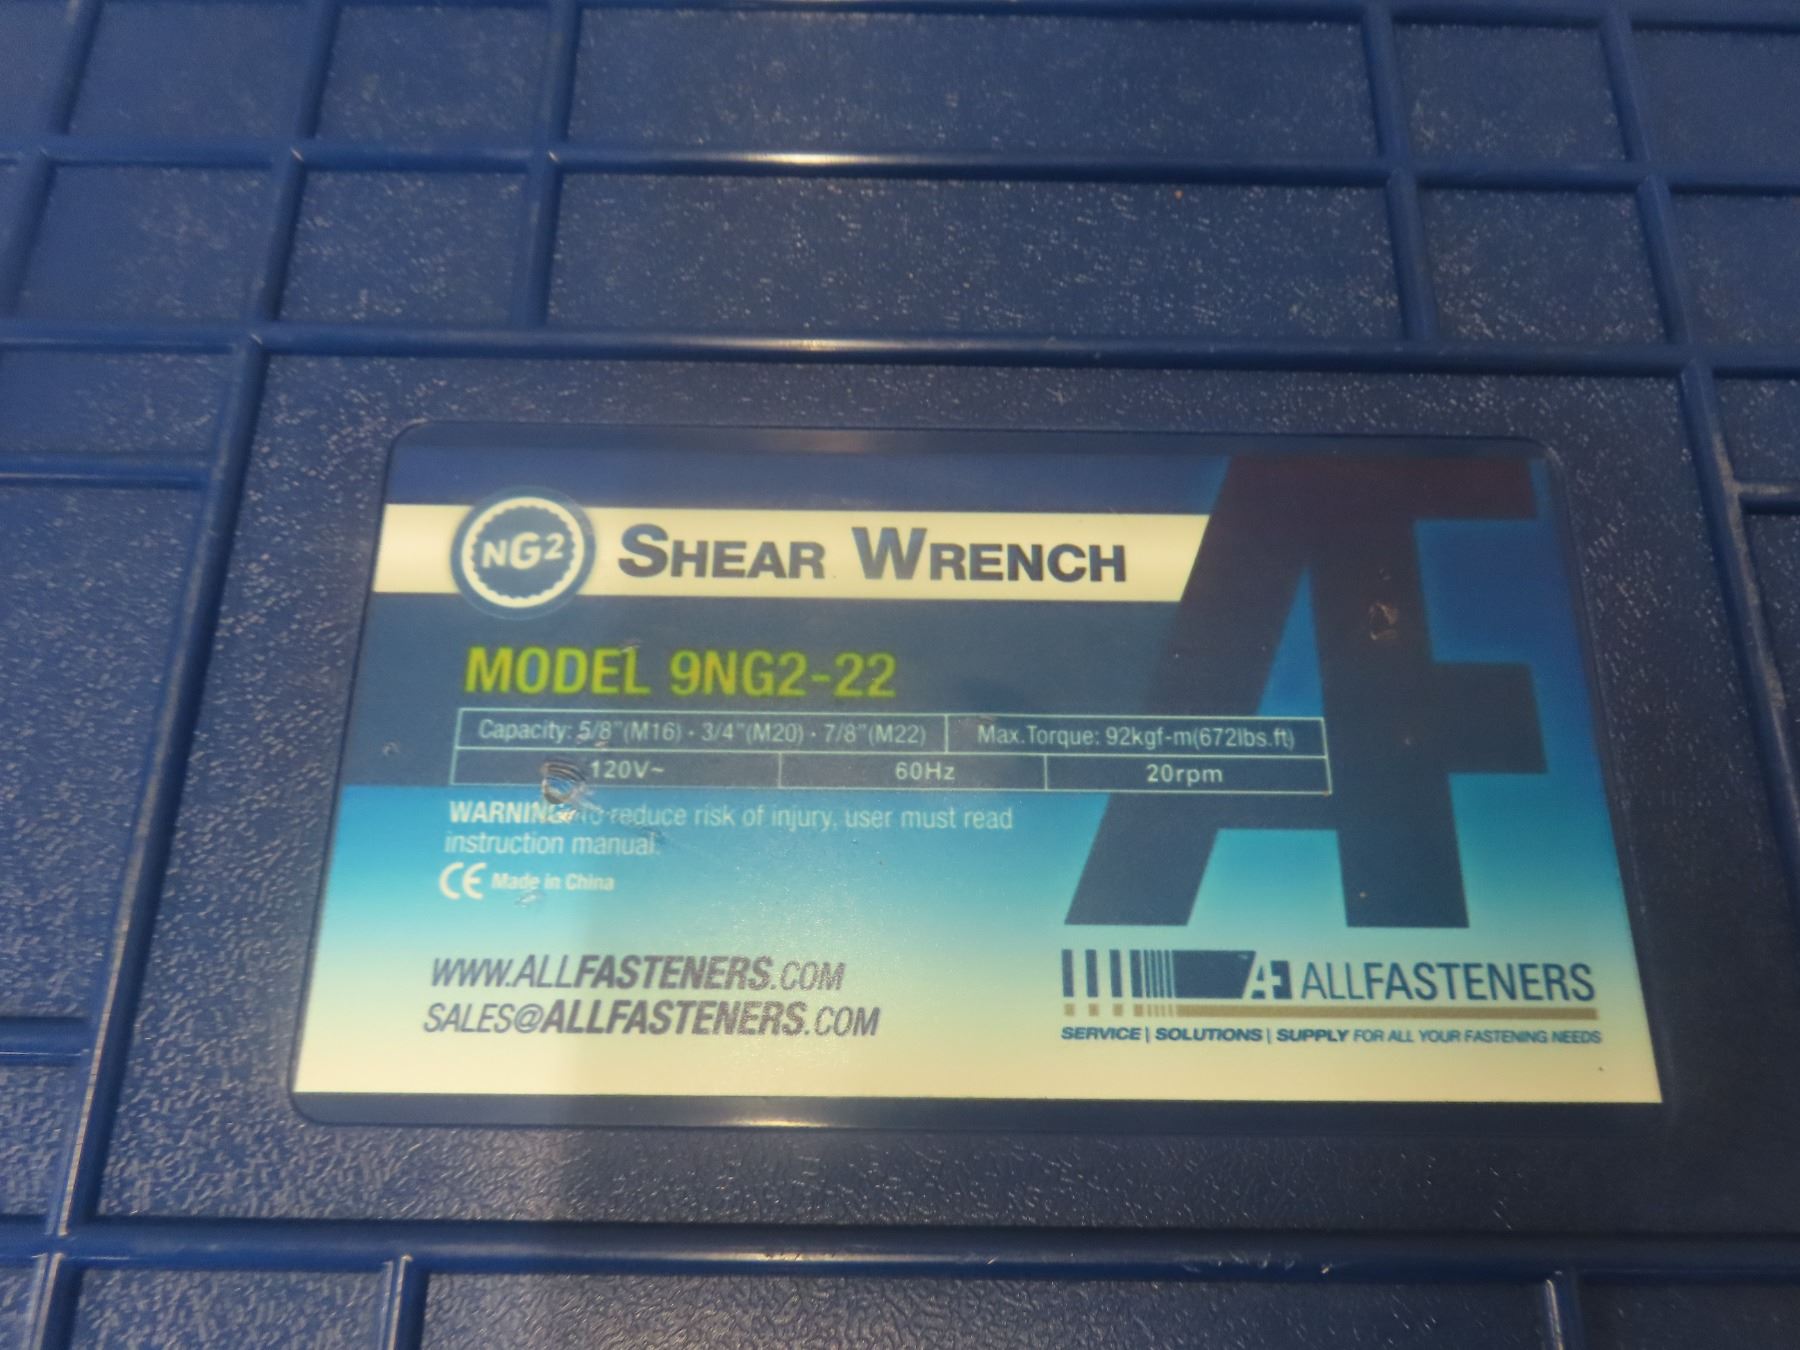 NG2 SHEAR WRENCH
MODEL 9NG2-22
Capacity: 5/8"(M16) · 3/4"(M20) · 7/8"(M22) Max.Torque: 92kgf-m(672lbs.ft)
120V~ 60Hz 20rpm
WARNING: To reduce risk of injury, user must read
instruction manual.
CE Made in China
WWW.ALLFASTENERS.COM
SALES@ALLFASTENERS.COM
AF
AF ALLFASTENERS
SERVICE | SOLUTIONS | SUPPLY FOR ALL YOUR FASTENING NEEDS